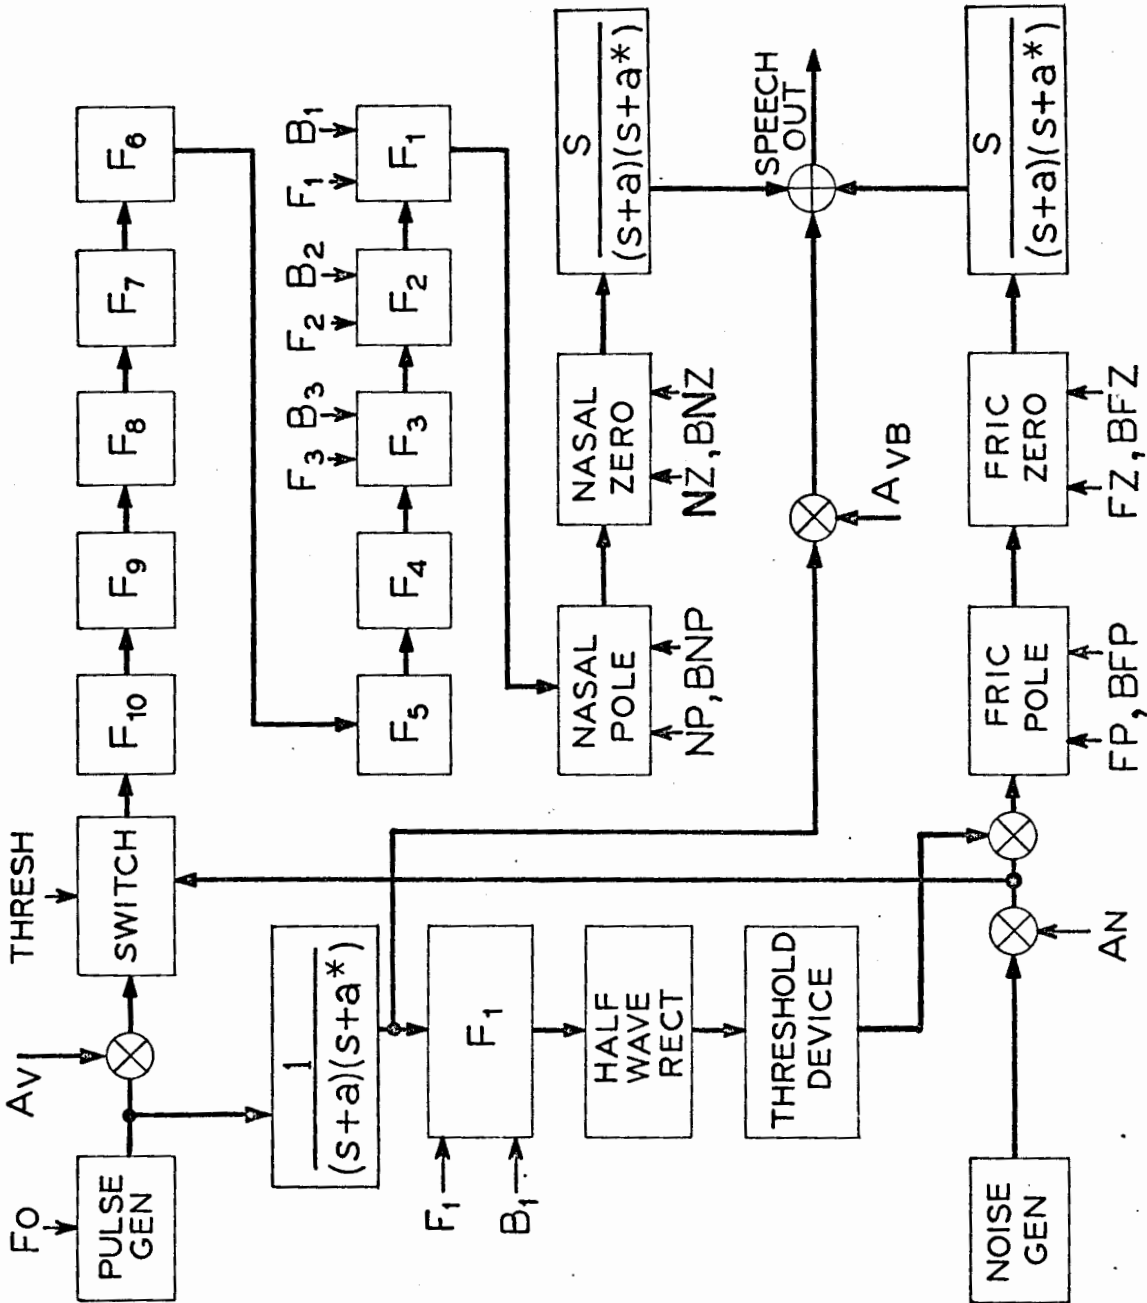 F0
PULSE
GEN
AV
THRESH
SWITCH
F10
F9
F8
F7
F6
1
(s+a)(s+a*)
F5
F4
F3
F3
B3
F2
F2
B2
F1
F1
B1
F1
B1
F1
HALF
WAVE
RECT
THRESHOLD
DEVICE
NASAL
POLE
NP, BNP
NASAL
ZERO
NZ, BNZ
S
(s+a)(s+a*)
AVB
SPEECH
OUT
NOISE
GEN
AN
FRIC
POLE
FP, BFP
FRIC
ZERO
FZ, BFZ
S
(s+a)(s+a*)